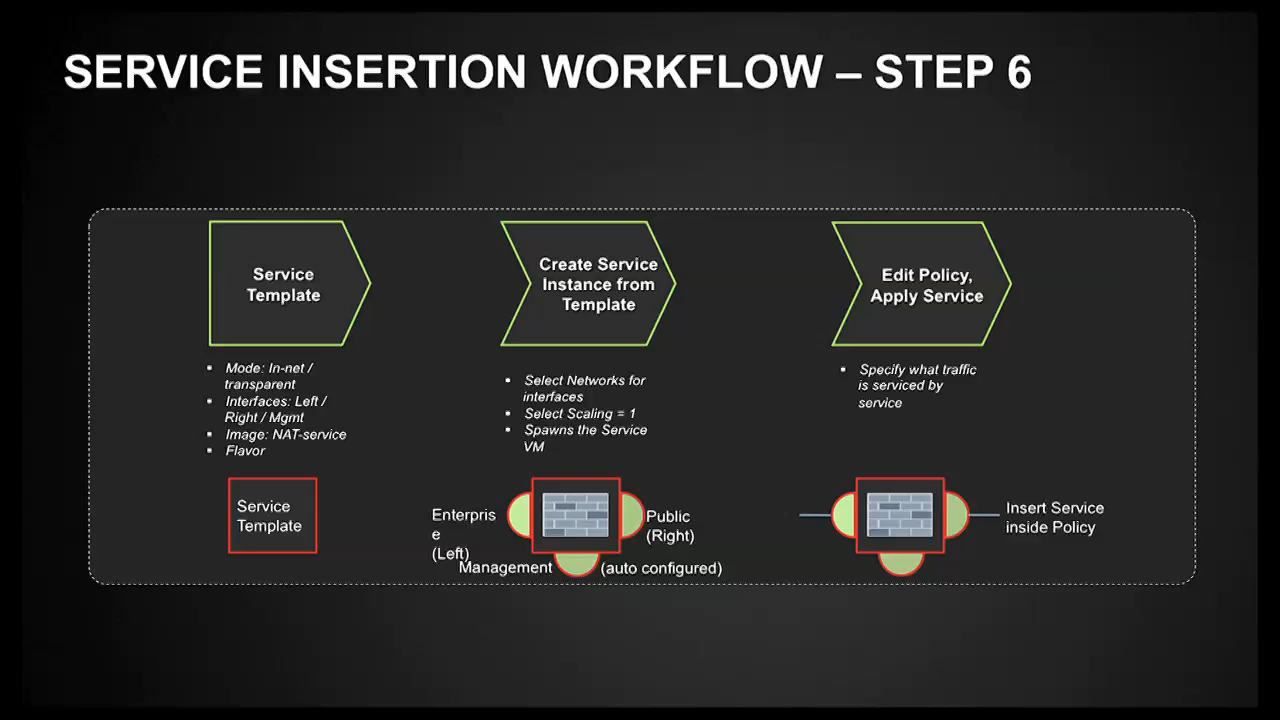 SERVICE INSERTION WORKFLOW – STEP 6
Service
Template
▪ Mode: In-net /
transparent
▪ Interfaces: Left /
Right / Mgmt
▪ Image: NAT-service
▪ Flavor
Service
Template
Create Service
Instance from
Template
▪ Select Networks for
interfaces
▪ Select Scaling = 1
▪ Spawns the Service
VM
Enterpris
e
(Left)
Public
(Right)
Management
(auto configured)
Edit Policy,
Apply Service
▪ Specify what traffic
is serviced by
service
Insert Service
inside Policy